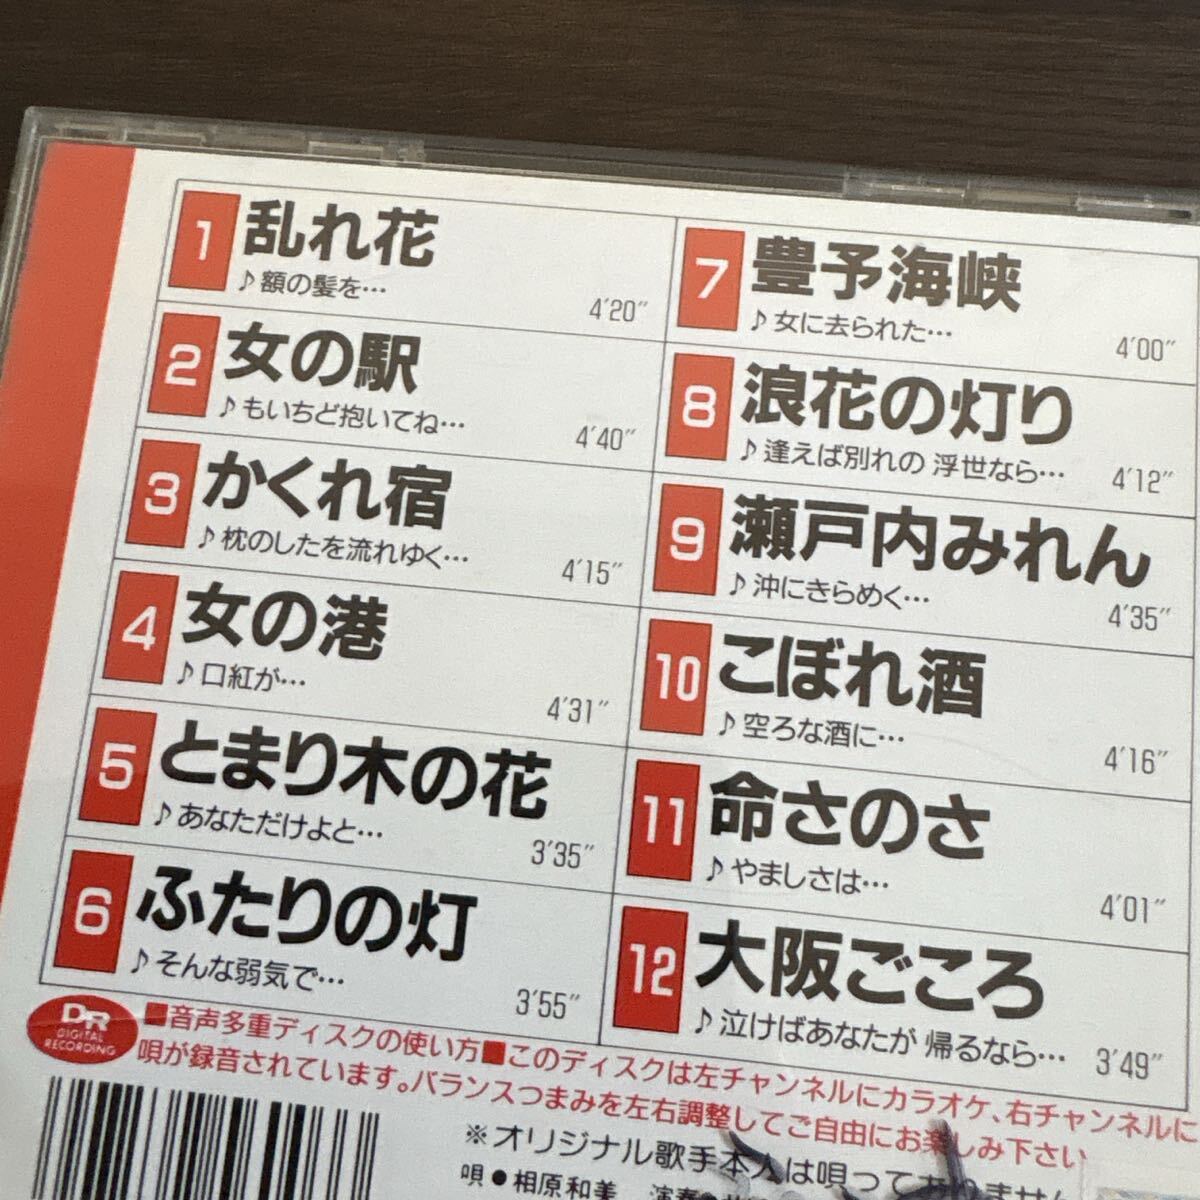 1 乱れ花
♪額の髪を… 4'20"
2 女の駅
♪もいちど抱いてね… 4'40"
3 かくれ宿
♪枕のしたを流れゆく… 4'15"
4 女の港
♪口紅が… 4'31"
5 とまり木の花
♪あなただけよと… 3'35"
6 ふたりの灯
♪そんな弱気で… 3'55"
7 豊予海峡
♪女に去られた… 4'00"
8 浪花の灯り
♪逢えば別れの 浮世なら… 4'12"
9 瀬戸内みれん
♪沖にきらめく… 4'35"
10 こぼれ酒
♪空ろな酒に… 4'16"
11 命さのさ
♪やましさは… 4'01"
12 大阪ごころ
♪泣けばあなたが 帰るなら… 3'49"
DR
DIGITAL
RECORDING
■音声多重ディスクの使い方■このディスクは左チャンネルにカラオケ、右チャンネルに
唄が録音されています。バランスつまみを左右調整してご自由にお楽しみ下さい
※オリジナル歌手本人は唄っておりません
唄●相原和美